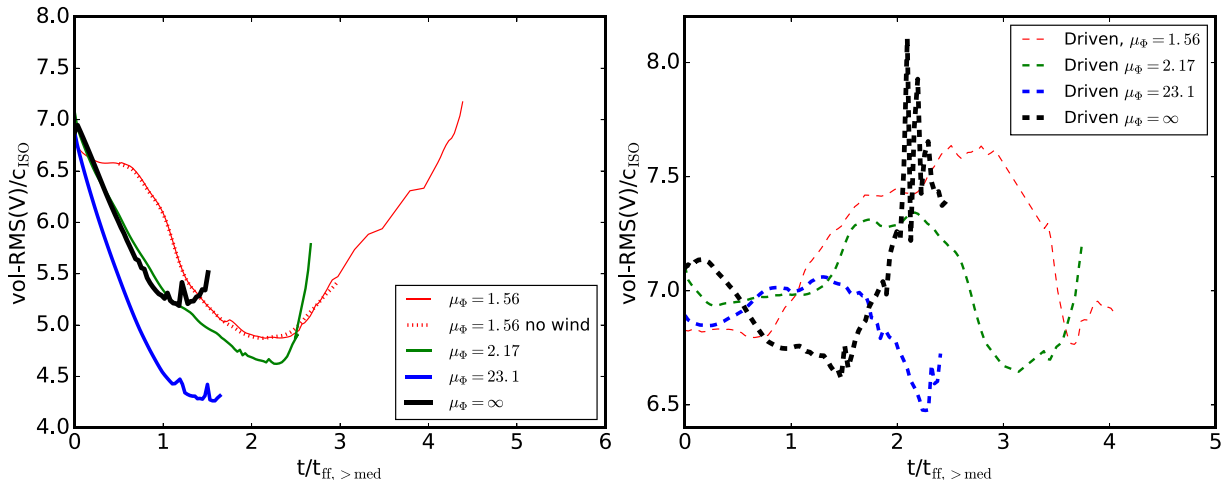 8.0
7.5
7.0
6.5
6.0
5.5
5.0
4.5
4.0
vol-RMS(V)/c_ISO
0 1 2 3 4 5 6
t/t_ff, >med
μ_Φ = 1.56
μ_Φ = 1.56 no wind
μ_Φ = 2.17
μ_Φ = 23.1
μ_Φ = ∞
8.0
7.5
7.0
6.5
vol-RMS(V)/c_ISO
0 1 2 3 4 5
t/t_ff, >med
Driven, μ_Φ = 1.56
Driven μ_Φ = 2.17
Driven μ_Φ = 23.1
Driven μ_Φ = ∞